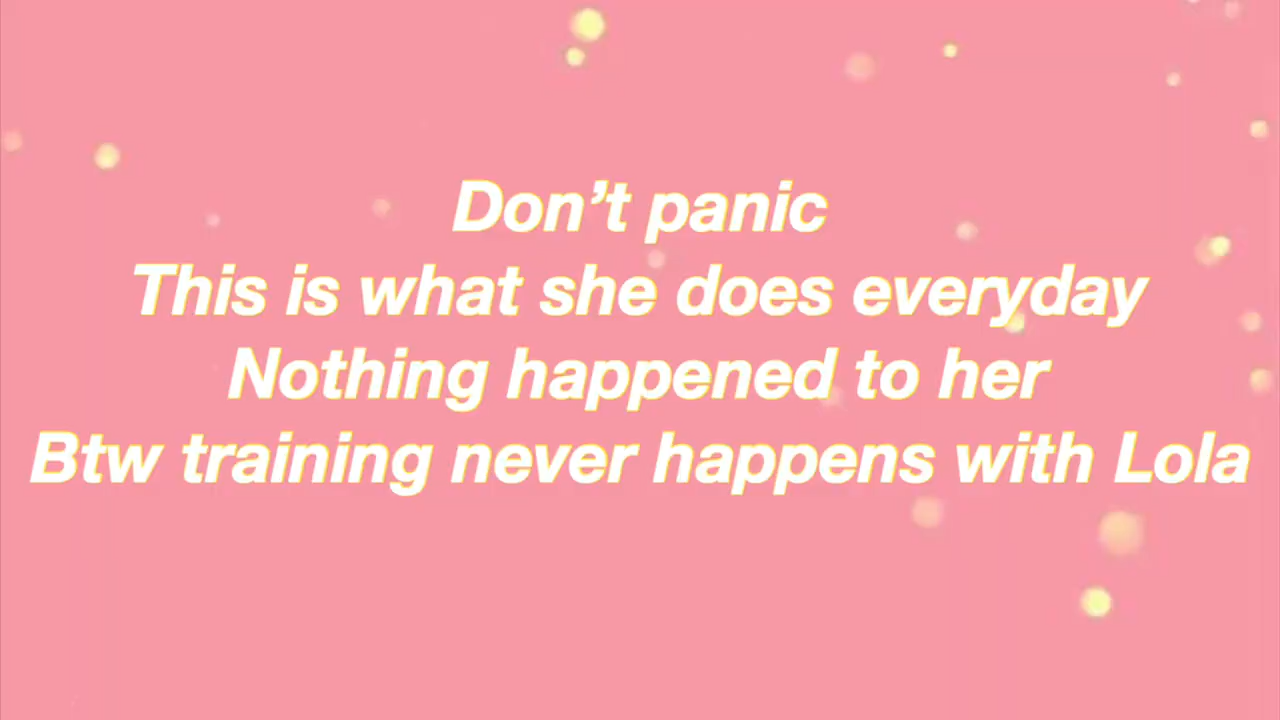 Don’t panic
This is what she does everyday
Nothing happened to her
Btw training never happens with Lola